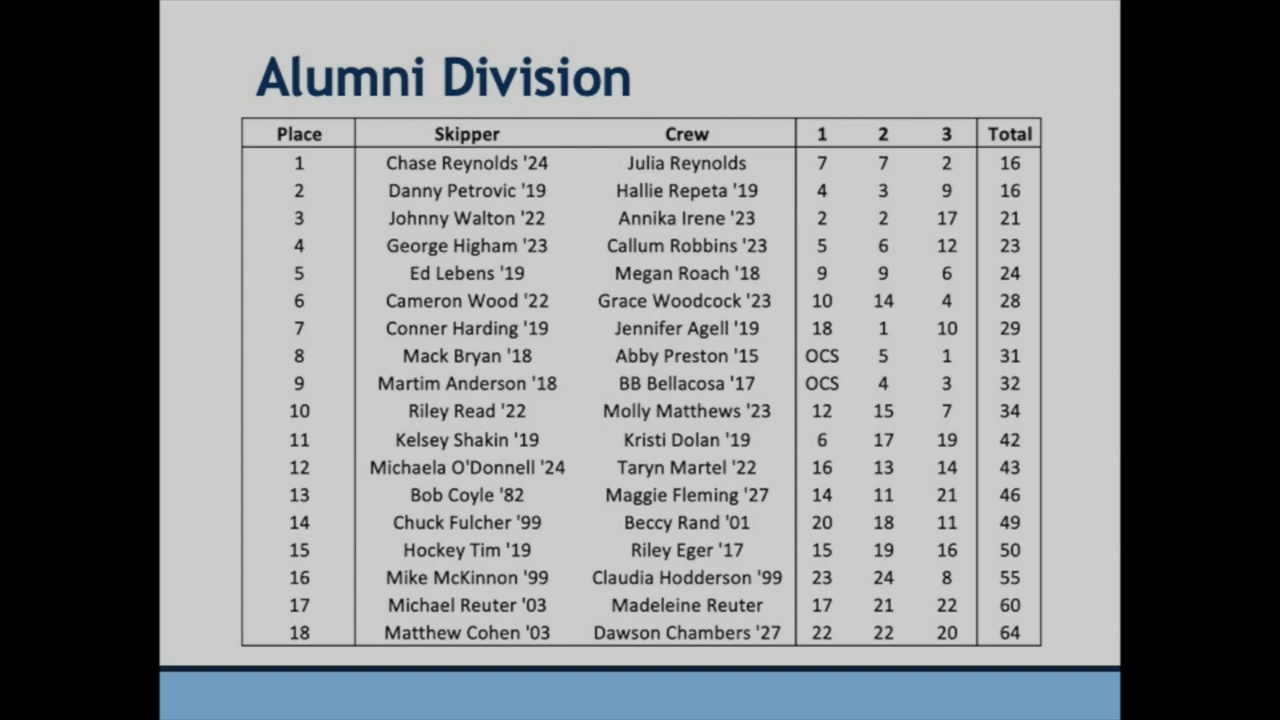 Alumni Division
Place Skipper Crew 1 2 3 Total
1 Chase Reynolds '24 Julia Reynolds 7 7 2 16
2 Danny Petrovic '19 Hallie Repeta '19 4 3 9 16
3 Johnny Walton '22 Annika Irene '23 2 2 17 21
4 George Higham '23 Callum Robbins '23 5 6 12 23
5 Ed Lebens '19 Megan Roach '18 9 9 6 24
6 Cameron Wood '22 Grace Woodcock '23 10 14 4 28
7 Conner Harding '19 Jennifer Agell '19 18 1 10 29
8 Mack Bryan '18 Abby Preston '15 OCS 5 1 31
9 Martim Anderson '18 BB Bellacosa '17 OCS 4 3 32
10 Riley Read '22 Molly Matthews '23 12 15 7 34
11 Kelsey Shakin '19 Kristi Dolan '19 6 17 19 42
12 Michaela O'Donnell '24 Taryn Martel '22 16 13 14 43
13 Bob Coyle '82 Maggie Fleming '27 14 11 21 46
14 Chuck Fulcher '99 Beccy Rand '01 20 18 11 49
15 Hockey Tim '19 Riley Eger '17 15 19 16 50
16 Mike McKinnon '99 Claudia Hodderson '99 23 24 8 55
17 Michael Reuter '03 Madeleine Reuter 17 21 22 60
18 Matthew Cohen '03 Dawson Chambers '27 22 22 20 64